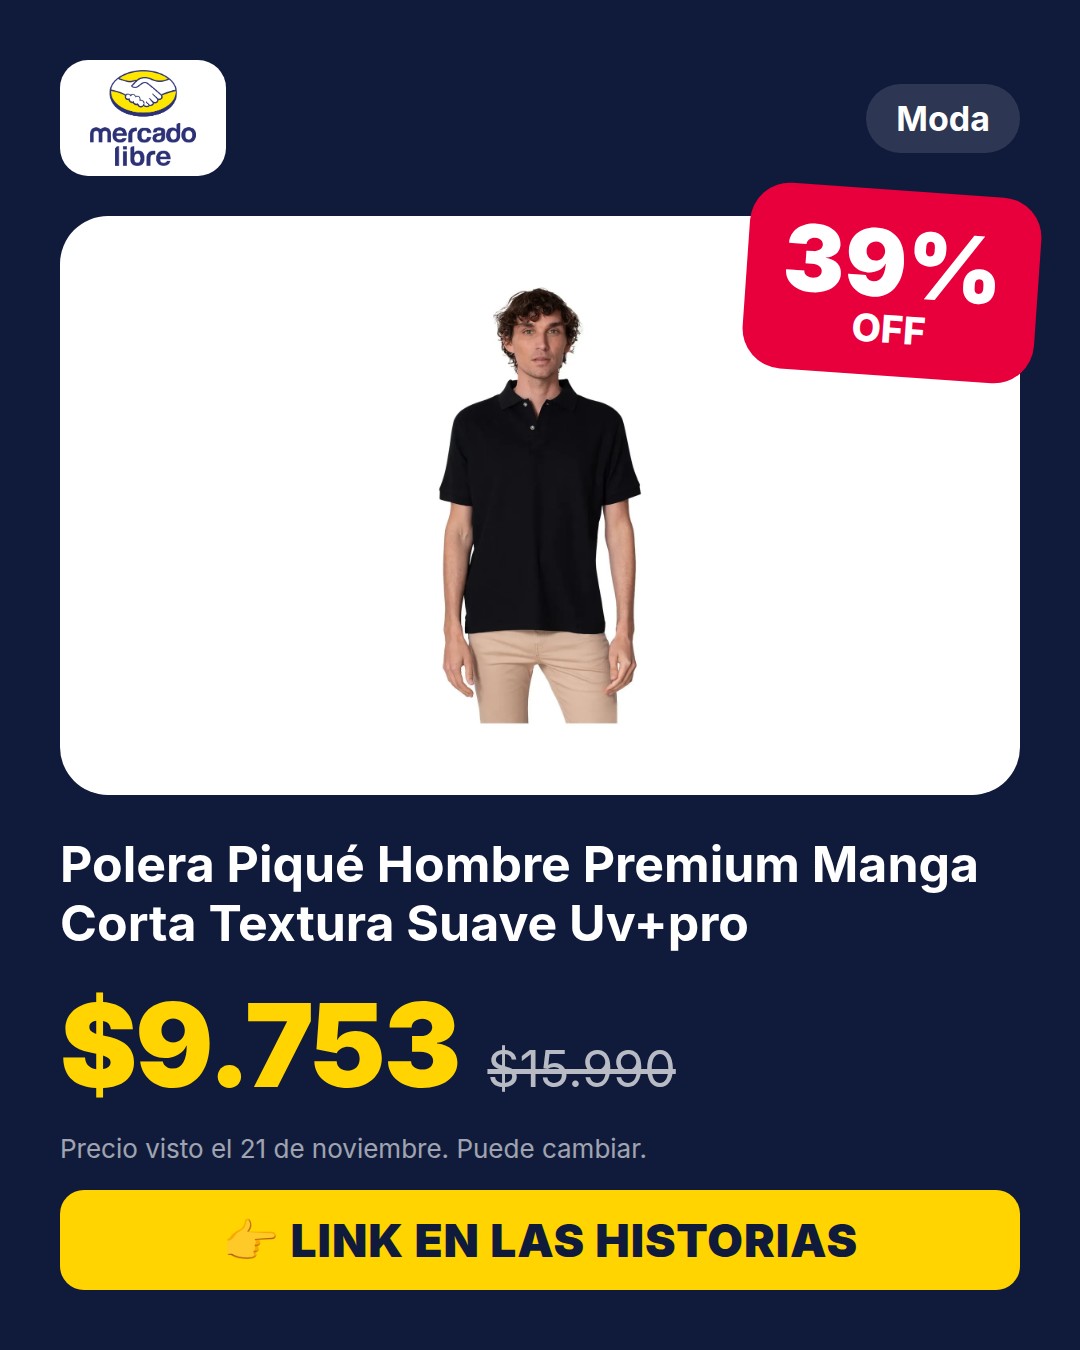 mercado
libre
Moda
39%
OFF
Polera Piqué Hombre Premium Manga
Corta Textura Suave Uv+pro
$9.753 $15.990
Precio visto el 21 de noviembre. Puede cambiar.
👉 LINK EN LAS HISTORIAS